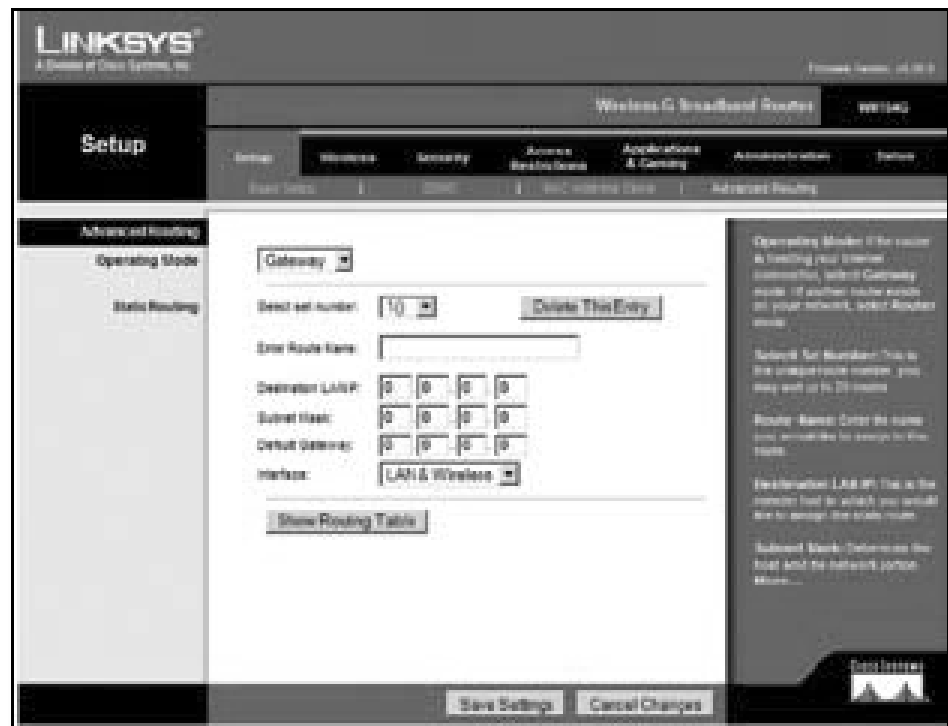 LINKSYS®
A Division of Cisco Systems, Inc.
Firmware Version:
Wireless-G Broadband Router
Setup
Setup Wireless Security Access Restrictions Applications & Gaming Administration Status
Basic Setup | DDNS | MAC Address Clone | Advanced Routing
Advanced Routing
Operating Mode
Gateway
Static Routing
Select set number:
1()
Delete This Entry
Enter Route Name:
Destination LAN IP:
0 . 0 . 0 . 0
Subnet Mask:
0 . 0 . 0 . 0
Default Gateway:
0 . 0 . 0 . 0
Interface:
LAN & Wireless
Show Routing Table
Operating Mode: If the router
is hosting your Internet
connection, select Gateway
mode. If another router exists
on your network, select Router
mode.
Select Set Number: This is
the unique route number, you
may set up to 20 routes.
Route Name: Enter the name
you would like to assign to this
route.
Destination LAN IP: This is the
remote host to which you would
like to assign the static route.
Subnet Mask: Determines the
host and the network portion.
More...
Save Settings
Cancel Changes
CISCO SYSTEMS